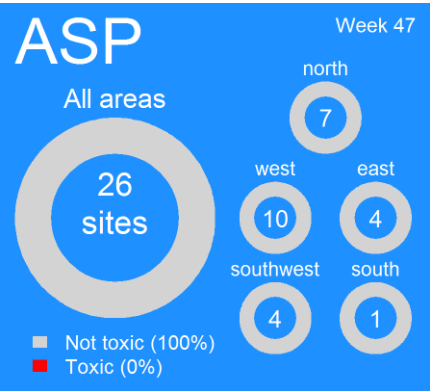 ASP
Week 47
All areas
26
sites
north
7
west
10
east
4
southwest
4
south
1
Not toxic (100%)
Toxic (0%)